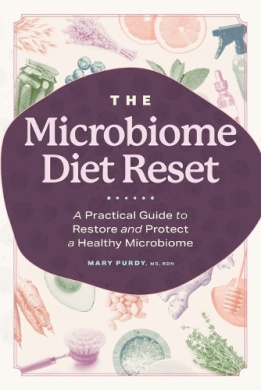 THE
Microbiome
Diet Reset
A Practical Guide to
Restore and Protect
a Healthy Microbiome
MARY PURDY, MS, RDN